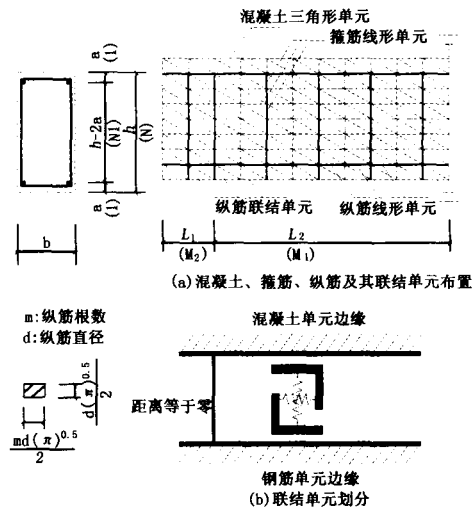 混凝土三角形单元
箍筋线形单元
a
(1)
h-2a
(N1)
h
(N)
a
(1)
b
纵筋联结单元
纵筋线形单元
L₁
L₂
(M₂)
(M₁)
(a)混凝土、箍筋、纵筋及其联结单元布置
m:纵筋根数
d:纵筋直径
d(π)^0.5
2
md(π)^0.5
2
混凝土单元边缘
距离等于零
钢筋单元边缘
(b)联结单元划分